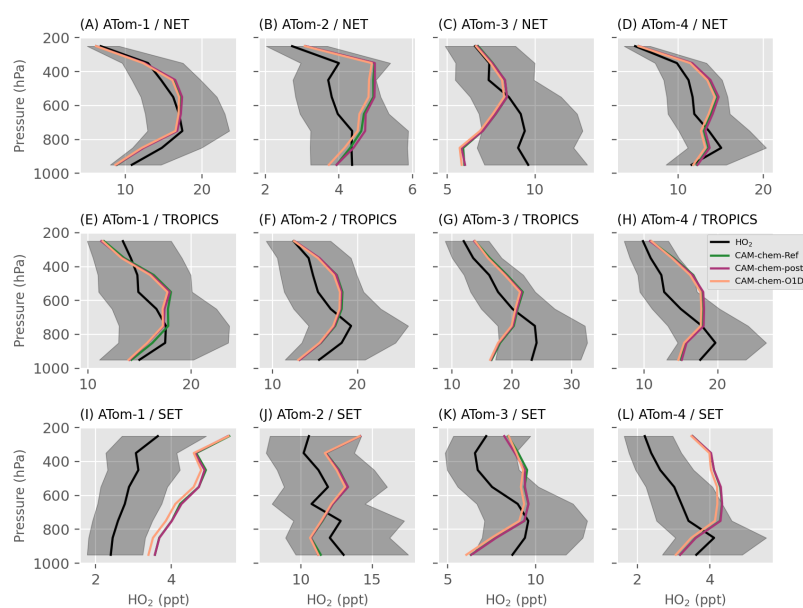 (A) ATom-1 / NET
(B) ATom-2 / NET
(C) ATom-3 / NET
(D) ATom-4 / NET
Pressure (hPa)
200
400
600
800
1000
10 20
2 4 6
5 10
10 20
(E) ATom-1 / TROPICS
(F) ATom-2 / TROPICS
(G) ATom-3 / TROPICS
(H) ATom-4 / TROPICS
Pressure (hPa)
200
400
600
800
1000
HO₂
CAM-chem-Ref
CAM-chem-post
CAM-chem-O1D
10 20
10 20
10 20 30
10 20
(I) ATom-1 / SET
(J) ATom-2 / SET
(K) ATom-3 / SET
(L) ATom-4 / SET
Pressure (hPa)
200
400
600
800
1000
2 4
10 15
5 10
2 4
HO₂ (ppt)
HO₂ (ppt)
HO₂ (ppt)
HO₂ (ppt)